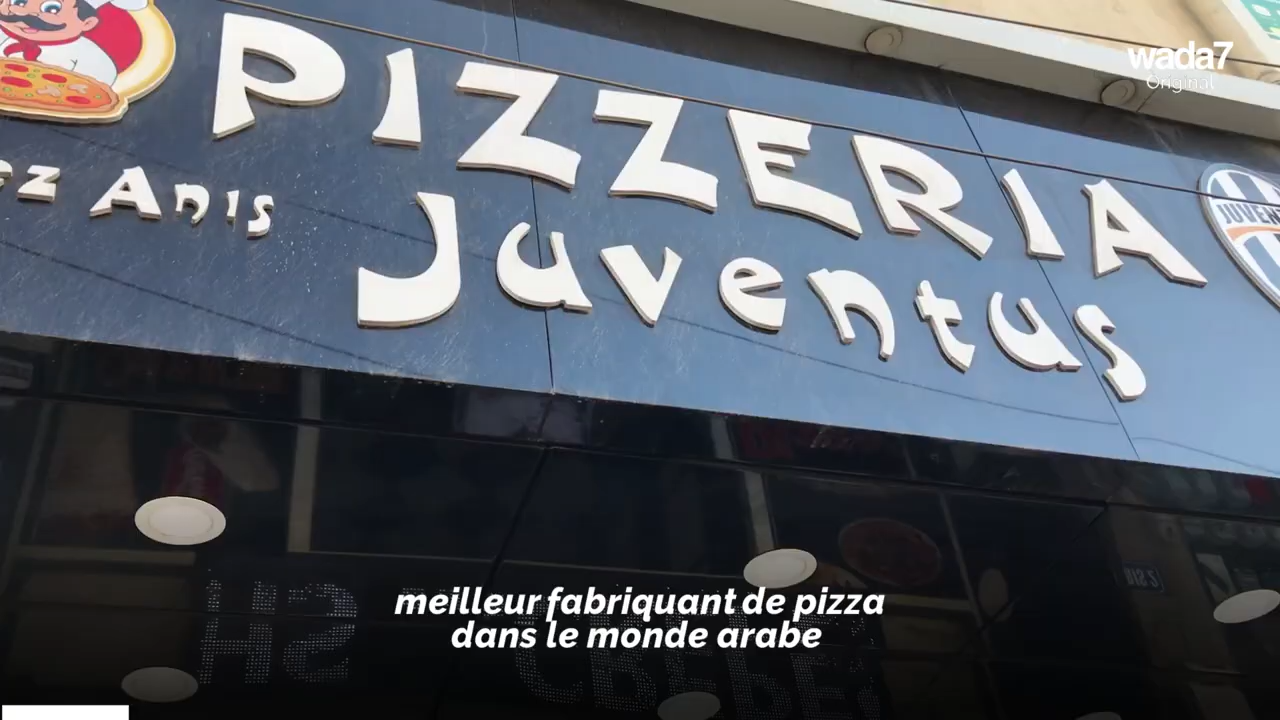 wada7
Original
PIZZERIA
Anis
Juventus
meilleur fabriquant de pizza
dans le monde arabe